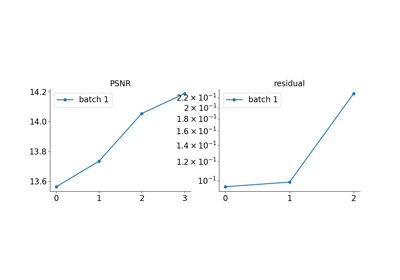 PSNR
batch 1
14.2
14.0
13.8
13.6
0
1
2
3
residual
batch 1
2.2 × 10⁻¹
2 × 10⁻¹
1.8 × 10⁻¹
1.6 × 10⁻¹
1.4 × 10⁻¹
1.2 × 10⁻¹
10⁻¹
0
1
2